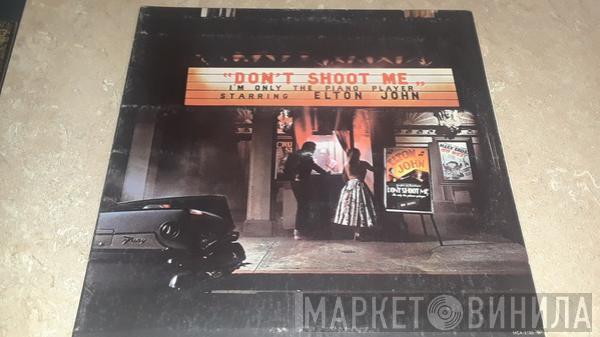 "DON'T SHOOT ME"
I'M ONLY THE PIANO PLAYER
STARRING ELTON JOHN
ELTON
JOHN
DON'T SHOOT ME
МАРКЕТ ВИНИЛА